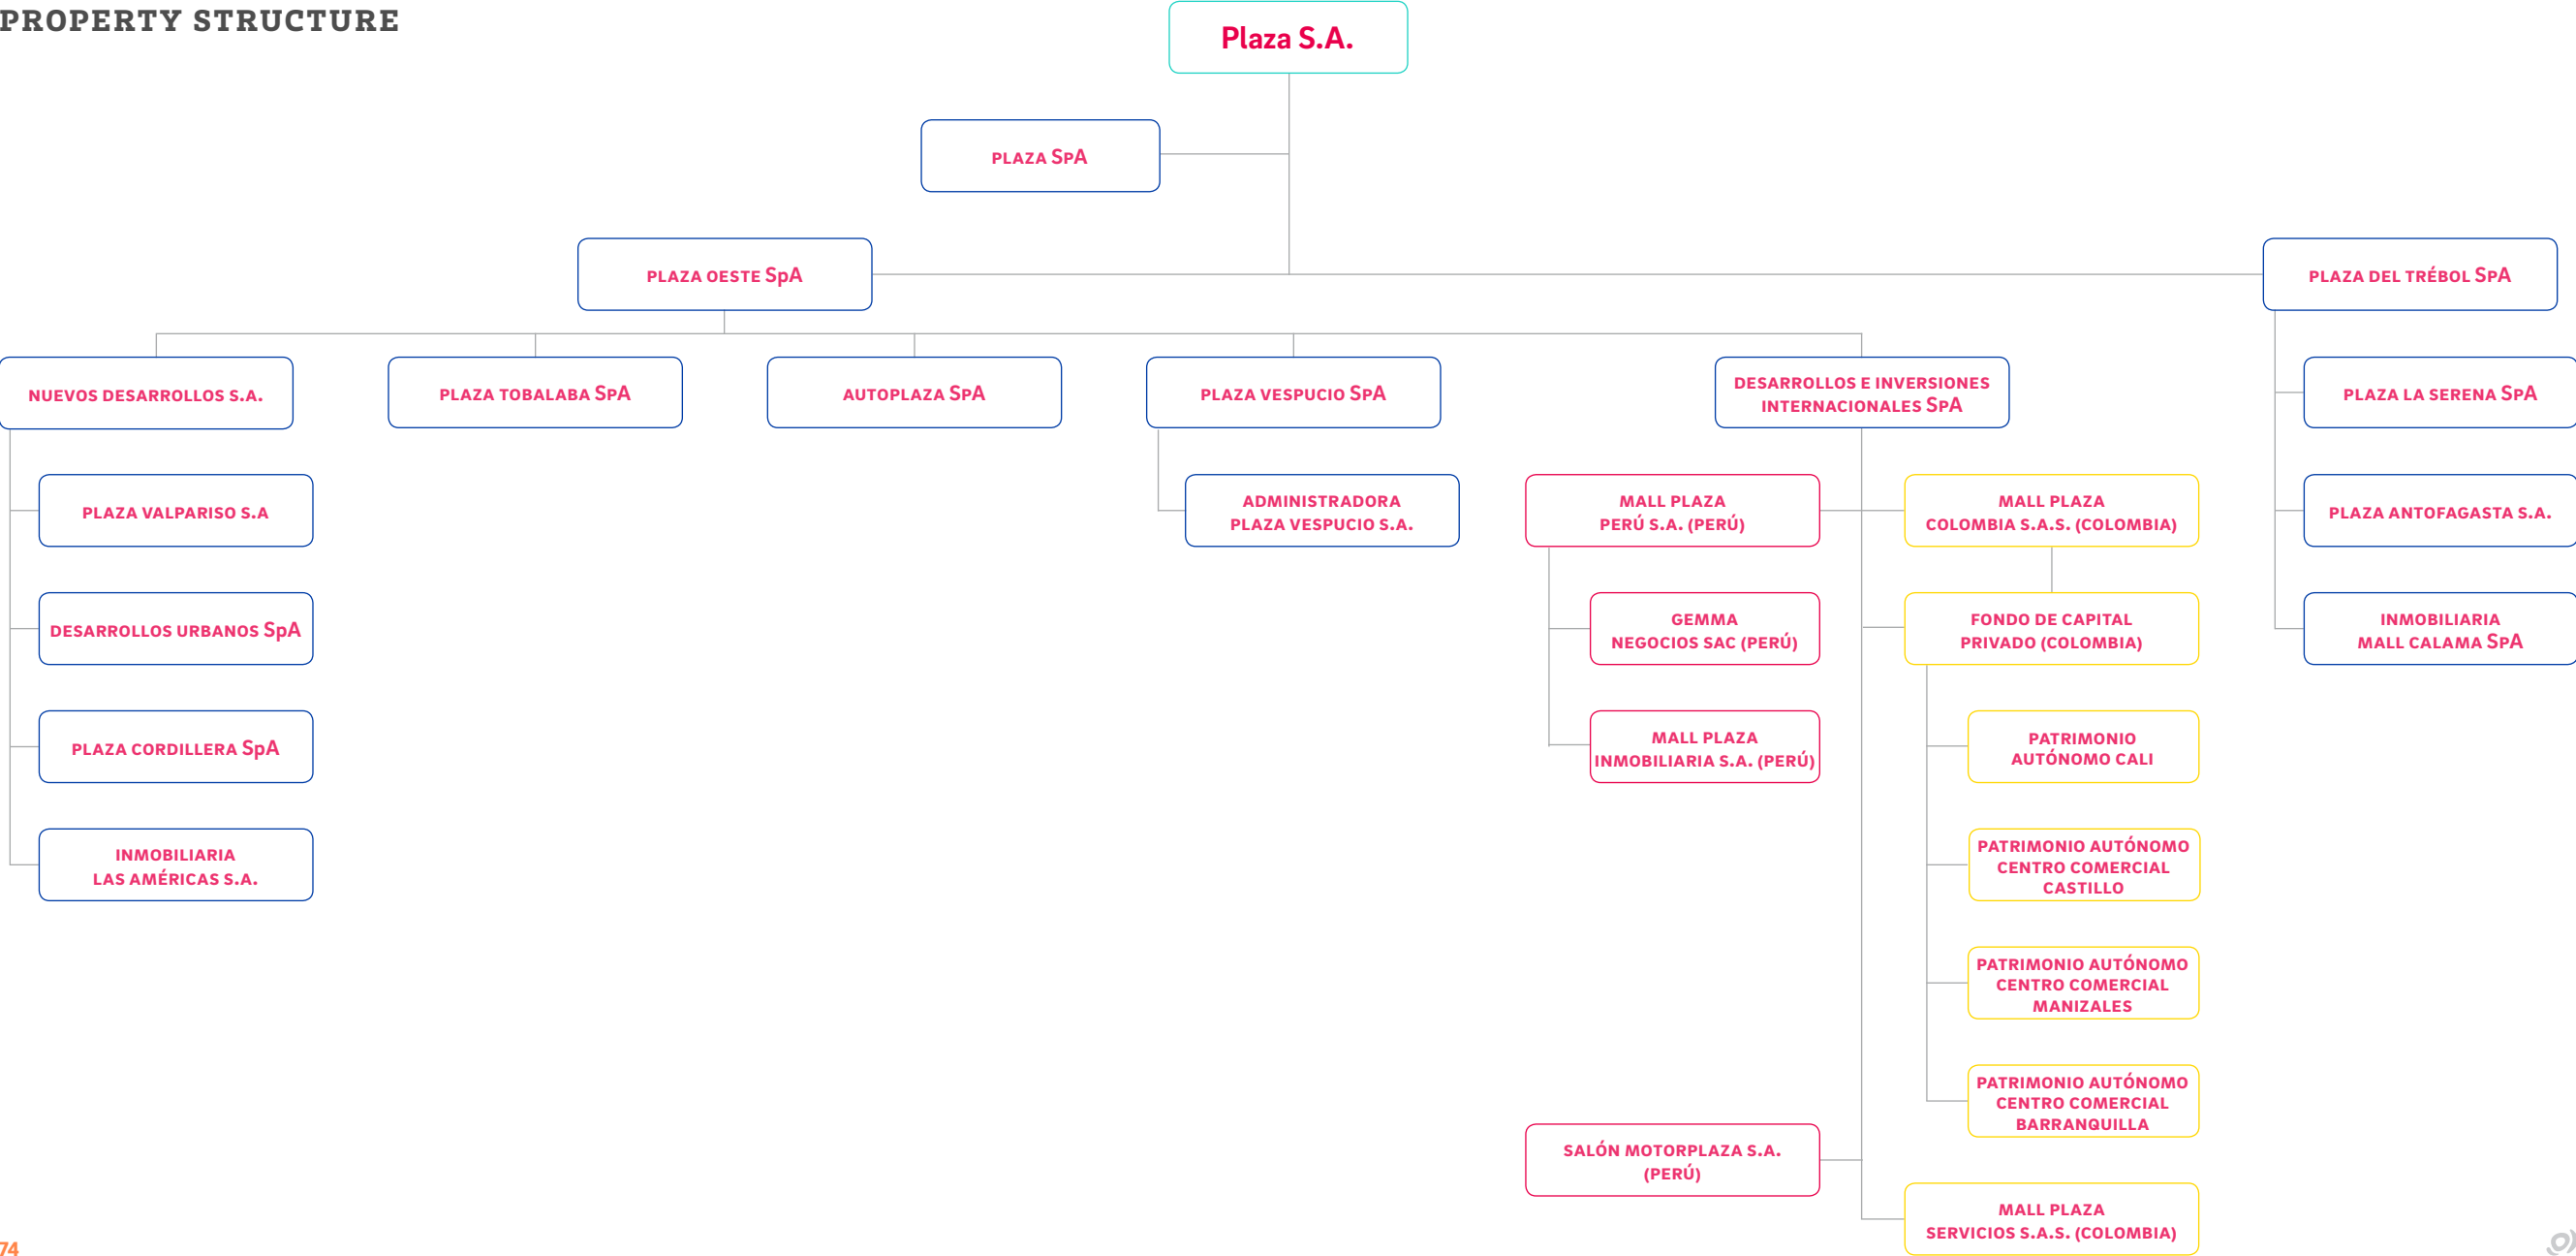 PROPERTY STRUCTURE
Plaza S.A.
PLAZA SPA
PLAZA OESTE SpA
PLAZA DEL TRÉBOL SPA
NUEVOS DESARROLLOS S.A.
PLAZA TOBALABA SPA
AUTOPLAZA SPA
PLAZA VESPUCIO SPA
DESARROLLOS E INVERSIONES
INTERNACIONALES SPA
PLAZA LA SERENA SPA
PLAZA VALPARISO S.A
ADMINISTRADORA
PLAZA VESPUCIO S.A.
MALL PLAZA
PERÚ S.A. (PERÚ)
MALL PLAZA
COLOMBIA S.A.S. (COLOMBIA)
PLAZA ANTOFAGASTA S.A.
DESARROLLOS URBANOS SpA
GEMMA
NEGOCIOS SAC (PERÚ)
FONDO DE CAPITAL
PRIVADO (COLOMBIA)
INMOBILIARIA
MALL CALAMA SPA
PLAZA CORDILLERA SpA
MALL PLAZA
INMOBILIARIA S.A. (PERÚ)
PATRIMONIO
AUTÓNOMO CALI
INMOBILIARIA
LAS AMÉRICAS S.A.
PATRIMONIO AUTÓNOMO
CENTRO COMERCIAL
CASTILLO
PATRIMONIO AUTÓNOMO
CENTRO COMERCIAL
MANIZALES
PATRIMONIO AUTÓNOMO
CENTRO COMERCIAL
BARRANQUILLA
SALÓN MOTORPLAZA S.A.
(PERÚ)
MALL PLAZA
SERVICIOS S.A.S. (COLOMBIA)
74